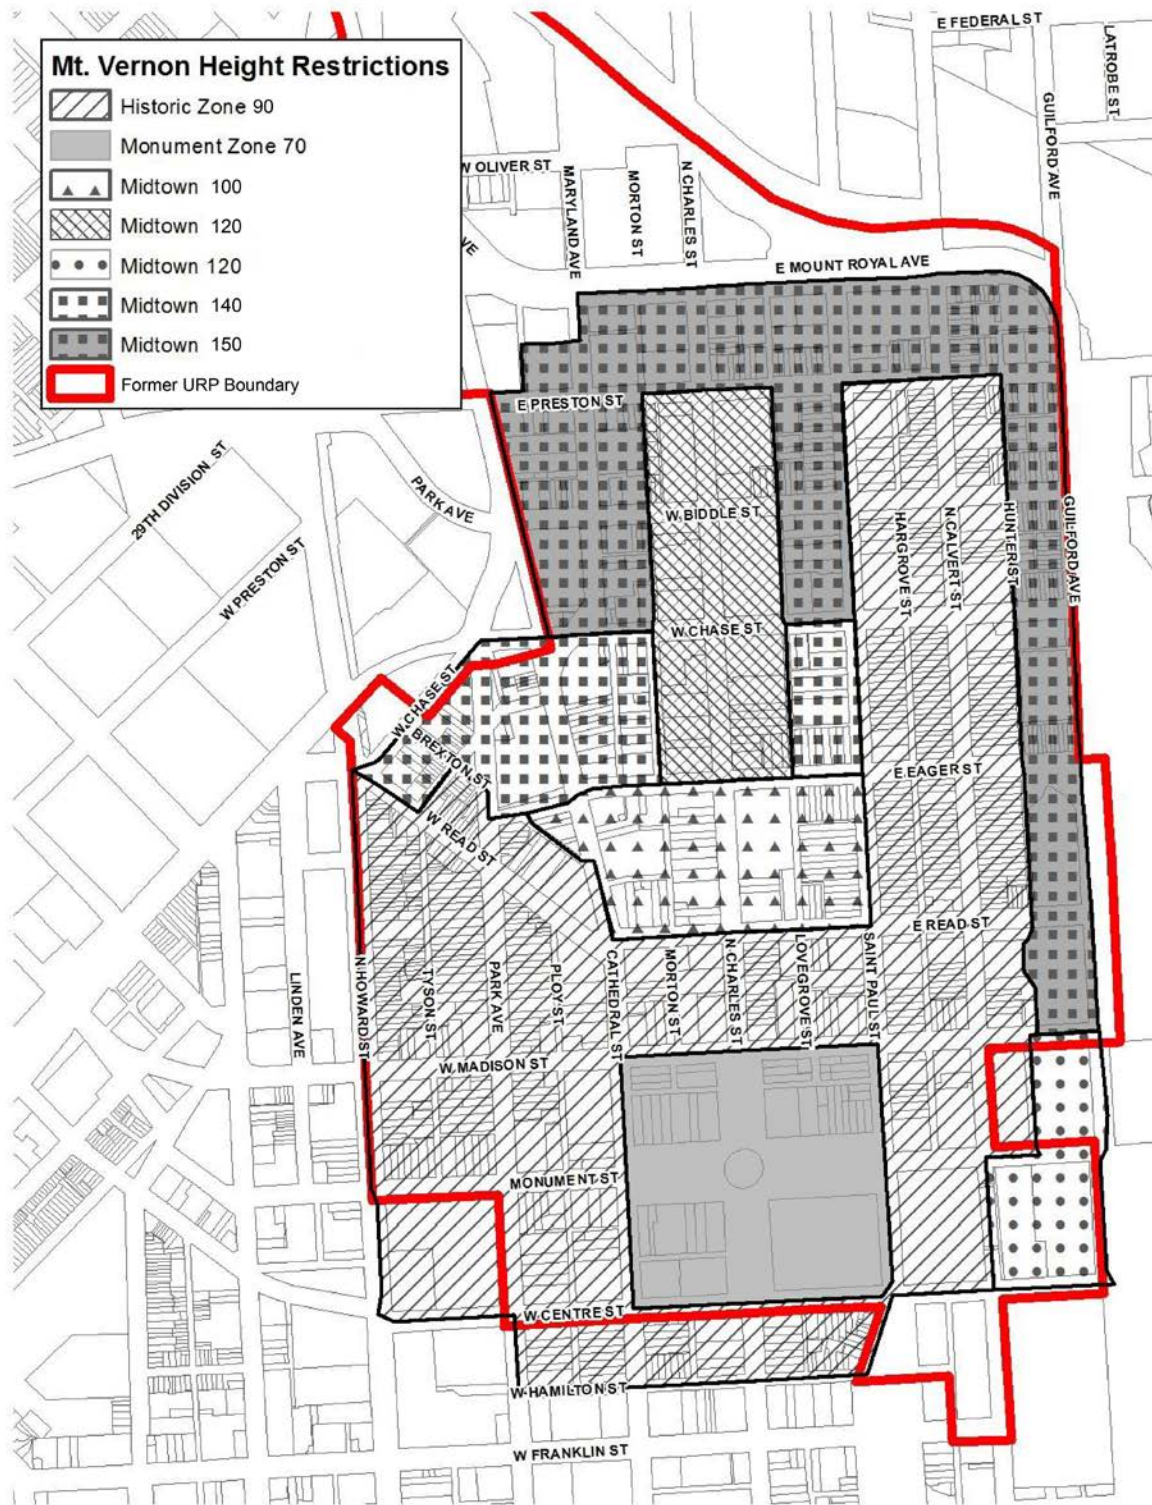 E FEDERAL ST
LATROBE ST
Mt. Vernon Height Restrictions
Historic Zone 90
Monument Zone 70
Midtown 100
Midtown 120
Midtown 120
Midtown 140
Midtown 150
Former URP Boundary
GUILFORD AVE
W OLIVER ST
MARYLAND AVE
MORTON ST
N CHARLES ST
VE
E MOUNT ROYAL AVE
E PRESTON ST
29TH DIVISION ST
PARK AVE
W BIDDLE ST
HARGROVE ST
N CALVERT ST
HUNTER ST
GUILFORD AVE
W PRESTON ST
W CHASE ST
W CHASE ST
BREXTON ST
E EAGER ST
W READ ST
E READ ST
LINDEN AVE
N HOWARD ST
TYSON ST
PARK AVE
PLOY ST
CATHEDRAL ST
MORTON ST
N CHARLES ST
LOVEGROVE ST
SAINT PAUL ST
W MADISON ST
MONUMENT ST
W CENTRE ST
W HAMILTON ST
W FRANKLIN ST